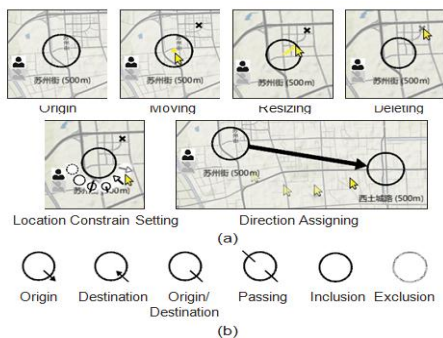 苏州街 (500m)
苏州街 (500m)
苏州街 (500m)
苏州街 (500m)
Origin
Moving
Resizing
Deleting
苏州街 (500m)
西土城路 (500m)
Location Constrain Setting
Direction Assigning
(a)
Origin
Destination
Origin/
Destination
Passing
Inclusion
Exclusion
(b)